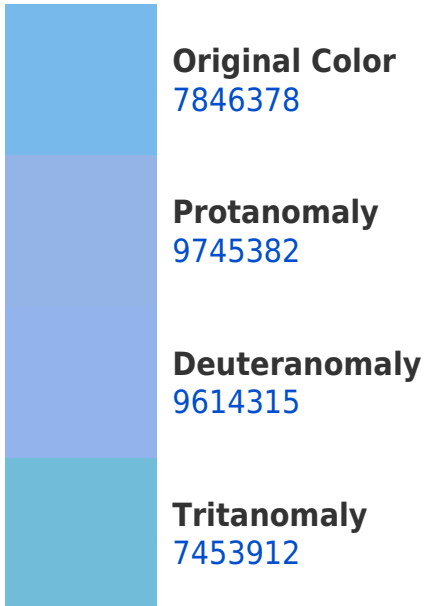 Original Color
7846378
Protanomaly
9745382
Deuteranomaly
9614315
Tritanomaly
7453912